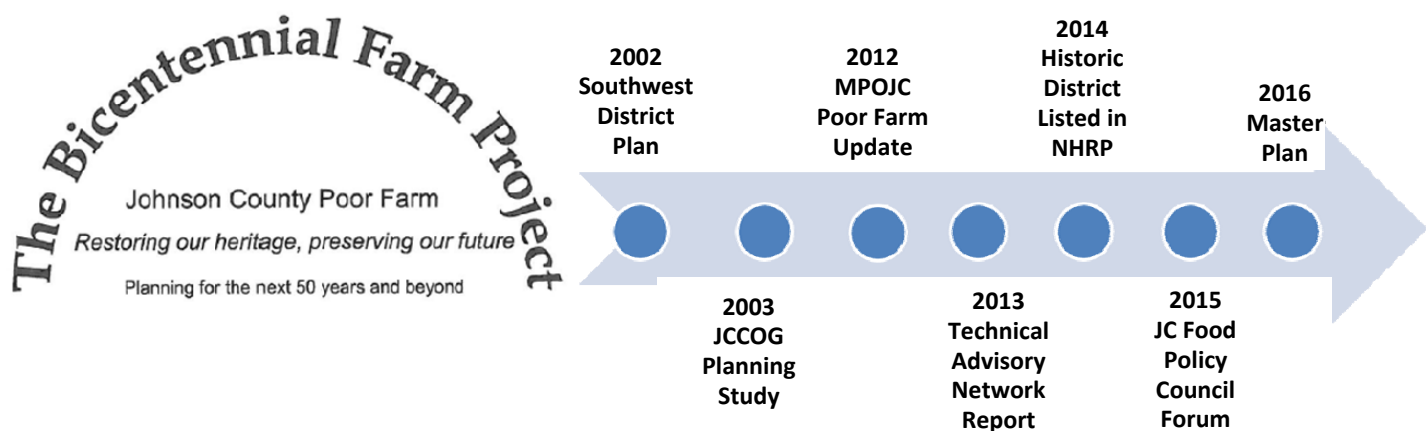 The Bicentennial Farm Project
Johnson County Poor Farm
Restoring our heritage, preserving our future
Planning for the next 50 years and beyond
2002
Southwest
District
Plan
2003
JCCOG
Planning
Study
2012
MPOJC
Poor Farm
Update
2013
Technical
Advisory
Network
Report
2014
Historic
District
Listed in
NHRP
2015
JC Food
Policy
Council
Forum
2016
Master
Plan